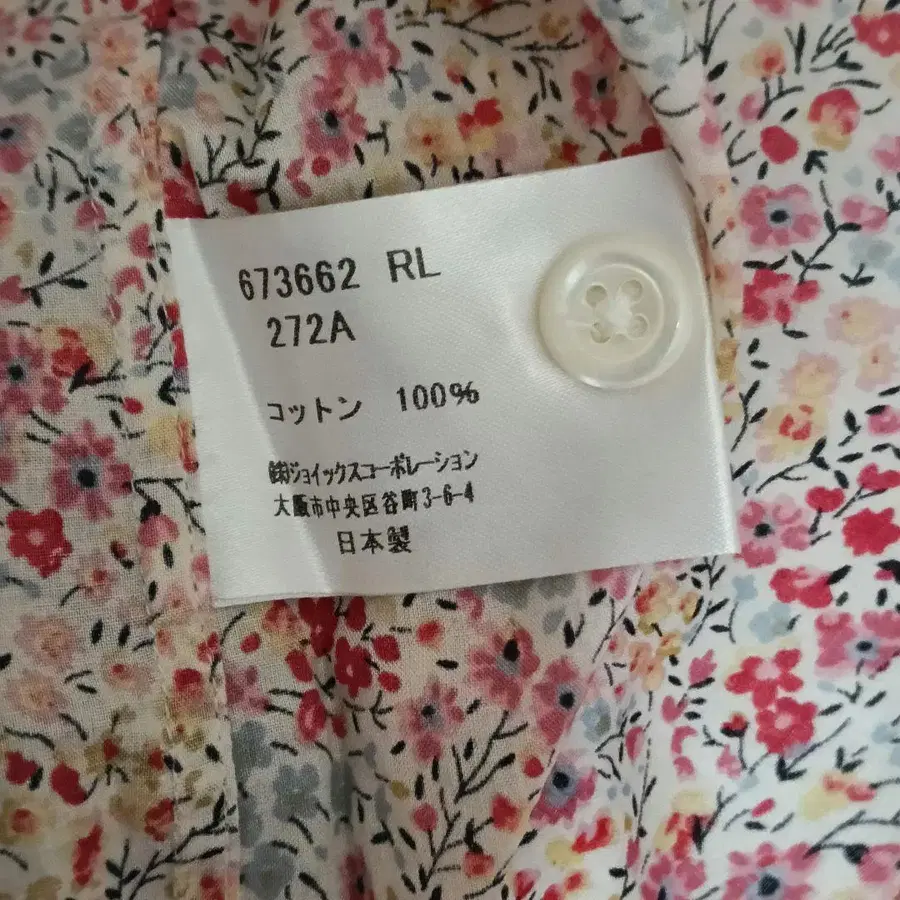 673662 RL
272A
コットン 100%
㈱ジョイックスコーポレーション
大阪市中央区谷町3-6-4
日本製